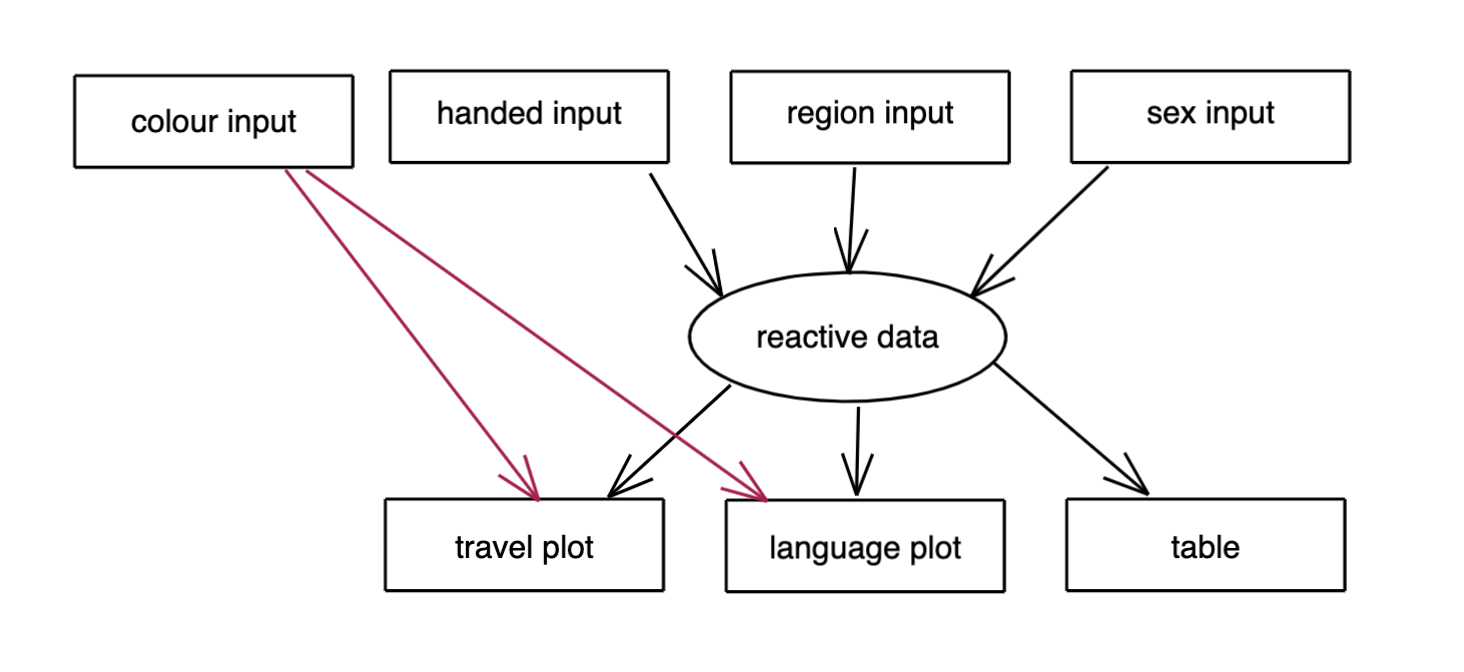 colour input
handed input
region input
sex input
reactive data
travel plot
language plot
table